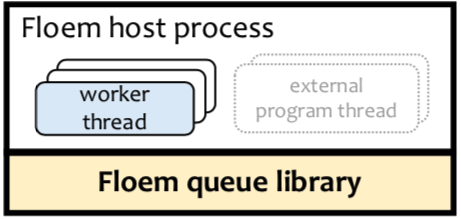 Floem host process
worker
thread
external
program thread
Floem queue library